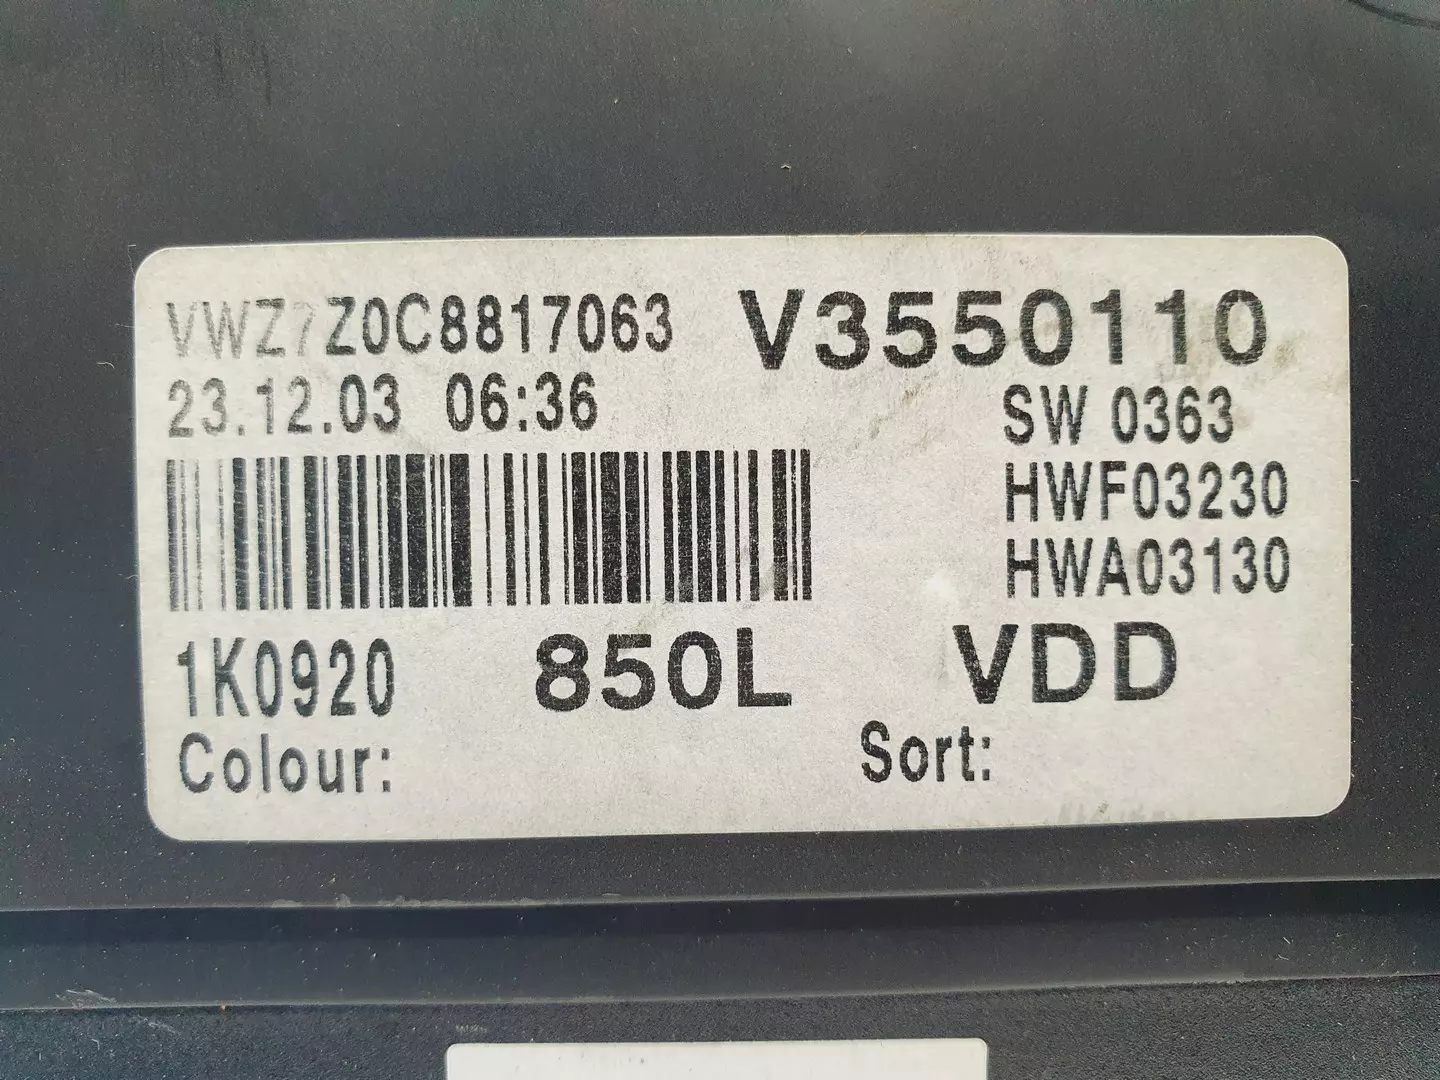 VWZ7Z0C8817063 V3550110
23.12.03 06:36 SW 0363
HWF03230
HWA03130
1K0920 850L VDD
Colour: Sort: